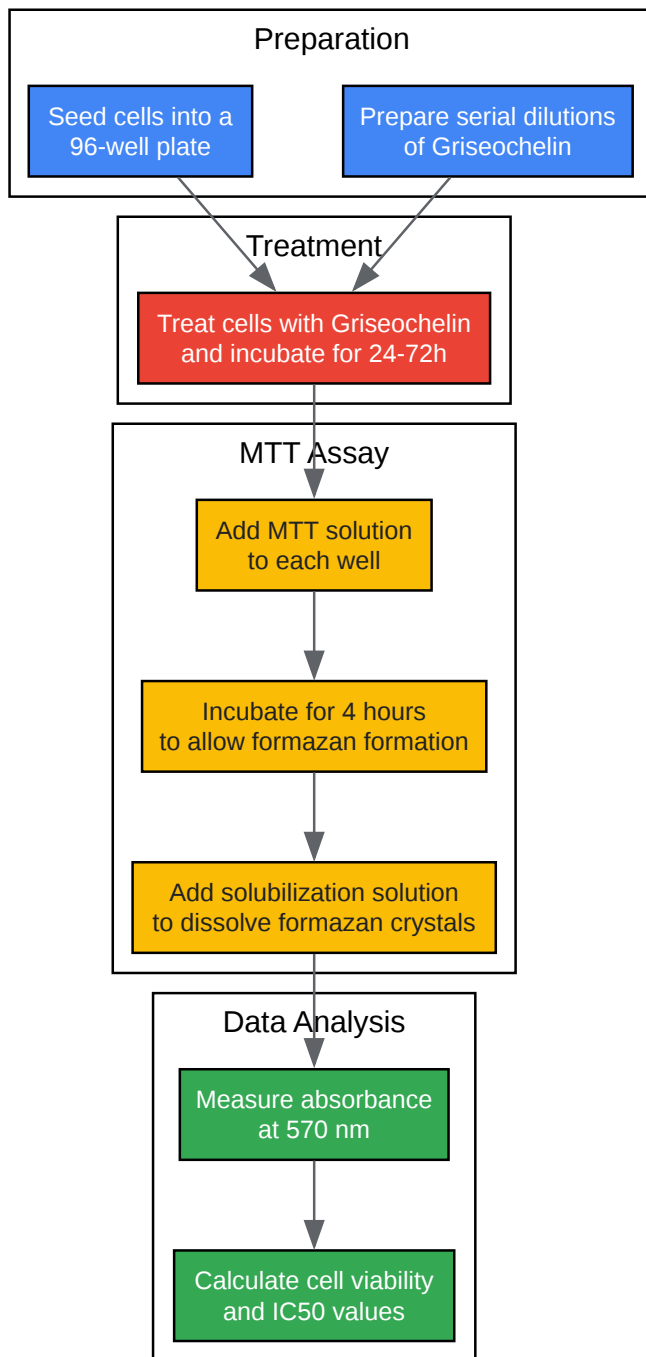 Preparation
Seed cells into a
96-well plate
Prepare serial dilutions
of Griseochelin
Treatment
Treat cells with Griseochelin
and incubate for 24-72h
MTT Assay
Add MTT solution
to each well
Incubate for 4 hours
to allow formazan formation
Add solubilization solution
to dissolve formazan crystals
Data Analysis
Measure absorbance
at 570 nm
Calculate cell viability
and IC50 values